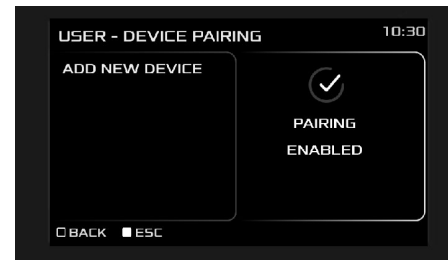 USER - DEVICE PAIRING 10:30
ADD NEW DEVICE
PAIRING
ENABLED
BACK ESC